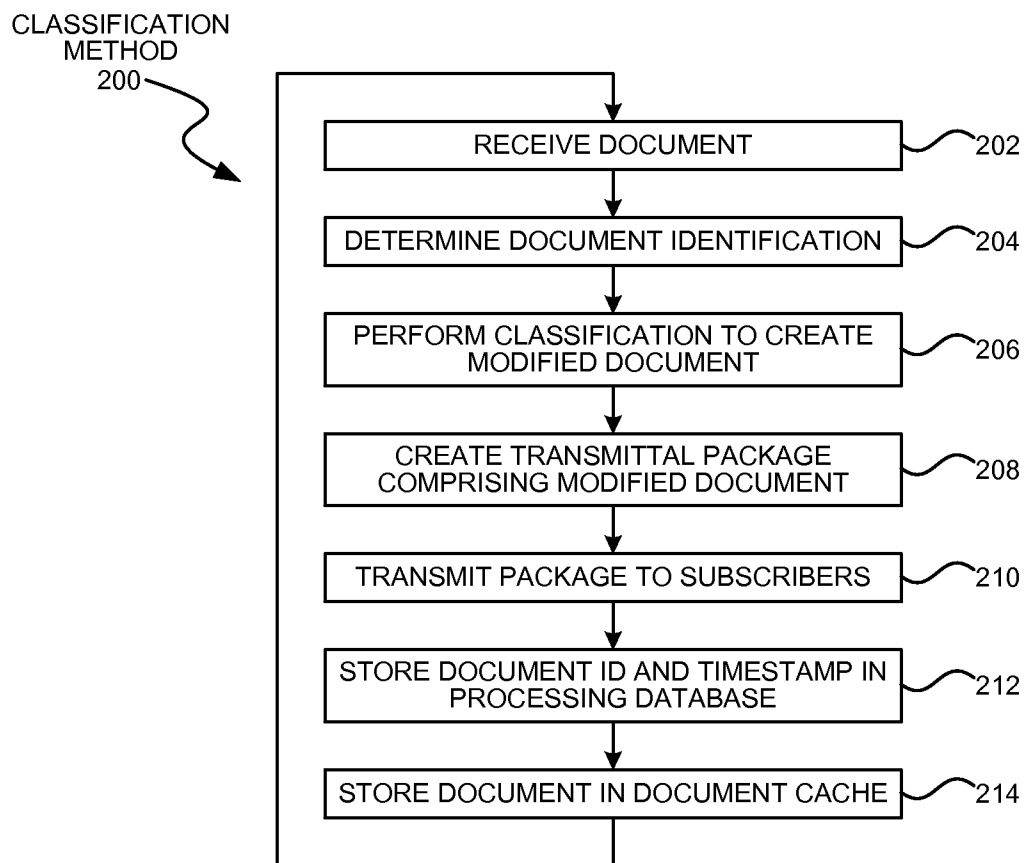 CLASSIFICATION
METHOD
200
RECEIVE DOCUMENT
202
DETERMINE DOCUMENT IDENTIFICATION
204
PERFORM CLASSIFICATION TO CREATE
MODIFIED DOCUMENT
206
CREATE TRANSMITTAL PACKAGE
COMPRISING MODIFIED DOCUMENT
208
TRANSMIT PACKAGE TO SUBSCRIBERS
210
STORE DOCUMENT ID AND TIMESTAMP IN
PROCESSING DATABASE
212
STORE DOCUMENT IN DOCUMENT CACHE
214